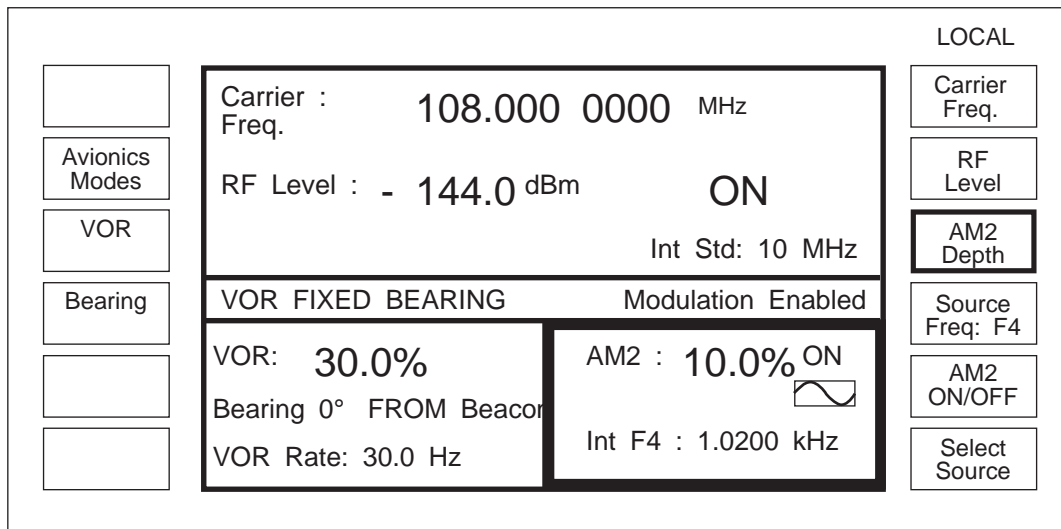 LOCAL
Avionics
Modes
VOR
Bearing
Carrier :
Freq.
108.000 0000 MHz
RF Level : - 144.0 dBm ON
Int Std: 10 MHz
VOR FIXED BEARING Modulation Enabled
VOR: 30.0%
Bearing 0° FROM Beacon
VOR Rate: 30.0 Hz
AM2 : 10.0% ON
Int F4 : 1.0200 kHz
Carrier
Freq.
RF
Level
AM2
Depth
Source
Freq: F4
AM2
ON/OFF
Select
Source